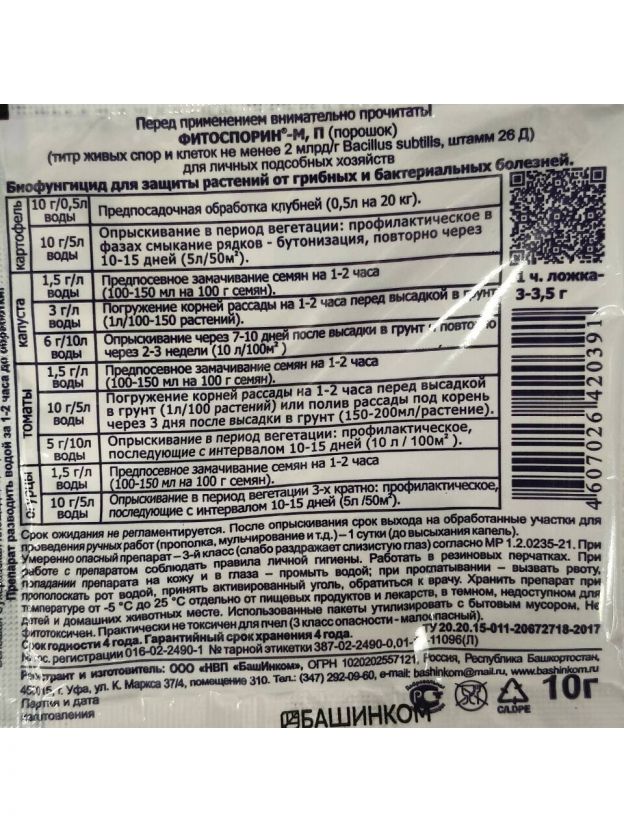 Перед применением внимательно прочитать!
ФИТОСПОРИН®-М, П (порошок)
(титр живых спор и клеток не менее 2 млрд/г Bacillus subtilis, штамм 26 Д)
для личных подсобных хозяйств
Биофунгицид для защиты растений от грибных и бактериальных болезней.
картофель
10 г/0,5л воды
Предпосадочная обработка клубней (0,5л на 20 кг).
10 г/5л воды
Опрыскивание в период вегетации: профилактическое в
фазах смыкание рядков - бутонизация, повторно через
10-15 дней (5л/50м²).
капуста
1,5 г/л воды
Предпосевное замачивание семян на 1-2 часа
(100-150 мл на 100 г семян).
3 г/л воды
Погружение корней рассады на 1-2 часа перед высадкой в грунт
(1л/100-150 растений).
6 г/10л воды
Опрыскивание через 7-10 дней после высадки в грунт и повторно
через 2-3 недели (10 л/100м²)
томаты
1,5 г/л воды
Предпосевное замачивание семян на 1-2 часа
(100-150 мл на 100 г семян).
10 г/5л воды
Погружение корней рассады на 1-2 часа перед высадкой
в грунт (1л/100 растений) или полив рассады под корень
через 3 дня после высадки в грунт (150-200мл/растение).
5 г/10л воды
Опрыскивание в период вегетации: профилактическое,
последующие с интервалом 10-15 дней (10 л / 100м²).
огурцы
1,5 г/л воды
Предпосевное замачивание семян на 1-2 часа
(100-150 мл на 100 г семян).
10 г/5л воды
Опрыскивание в период вегетации 3-х кратно: профилактическое,
последующие с интервалом 10-15 дней (5л /50м²).
1 ч. ложка-
3-3,5 г
4607026420391
Препарат разводить водой за 1-2 часа до обработки!
Срок ожидания не регламентируется. После опрыскивания срок выхода на обработанные участки для
проведения ручных работ (прополка, мульчирование и т.д.) – 1 сутки (до высыхания капель).
Умеренно опасный препарат – 3-й класс (слабо раздражает слизистую глаз) согласно МР 1.2.0235-21. При
работе с препаратом соблюдать правила личной гигиены. Работать в резиновых перчатках. При
попадании препарата на кожу и в глаза – промыть водой; при проглатывании – вызвать рвоту,
прополоскать рот водой, принять активированный уголь, обратиться к врачу. Хранить препарат при
температуре от -5 °C до 25 °C отдельно от пищевых продуктов и лекарств, в темном, недоступном для
детей и домашних животных месте. Использованные пакеты утилизировать с бытовым мусором. Не
фитотоксичен. Практически не токсичен для пчел (3 класс опасности - малоопасный).
Срок годности 4 года. Гарантийный срок хранения 4 года.
ТУ 20.20.15-011-20672718-2017
№ гос. регистрации 016-02-2490-1 № тарной этикетки 387-02-2490-0,01- 11096(Л)
Регистрант и изготовитель: ООО «НВП «БашИнком», ОГРН 1020202557121, Россия, Республика Башкортостан,
450015, г. Уфа, ул. К. Маркса 37/4, помещение 310. Тел.: (347) 292-09-60, e-mail: bashinkom@mail.ru, www.bashinkom.ru
Партия и дата
изготовления
БАШИНКОМ
C/LDPE
10г